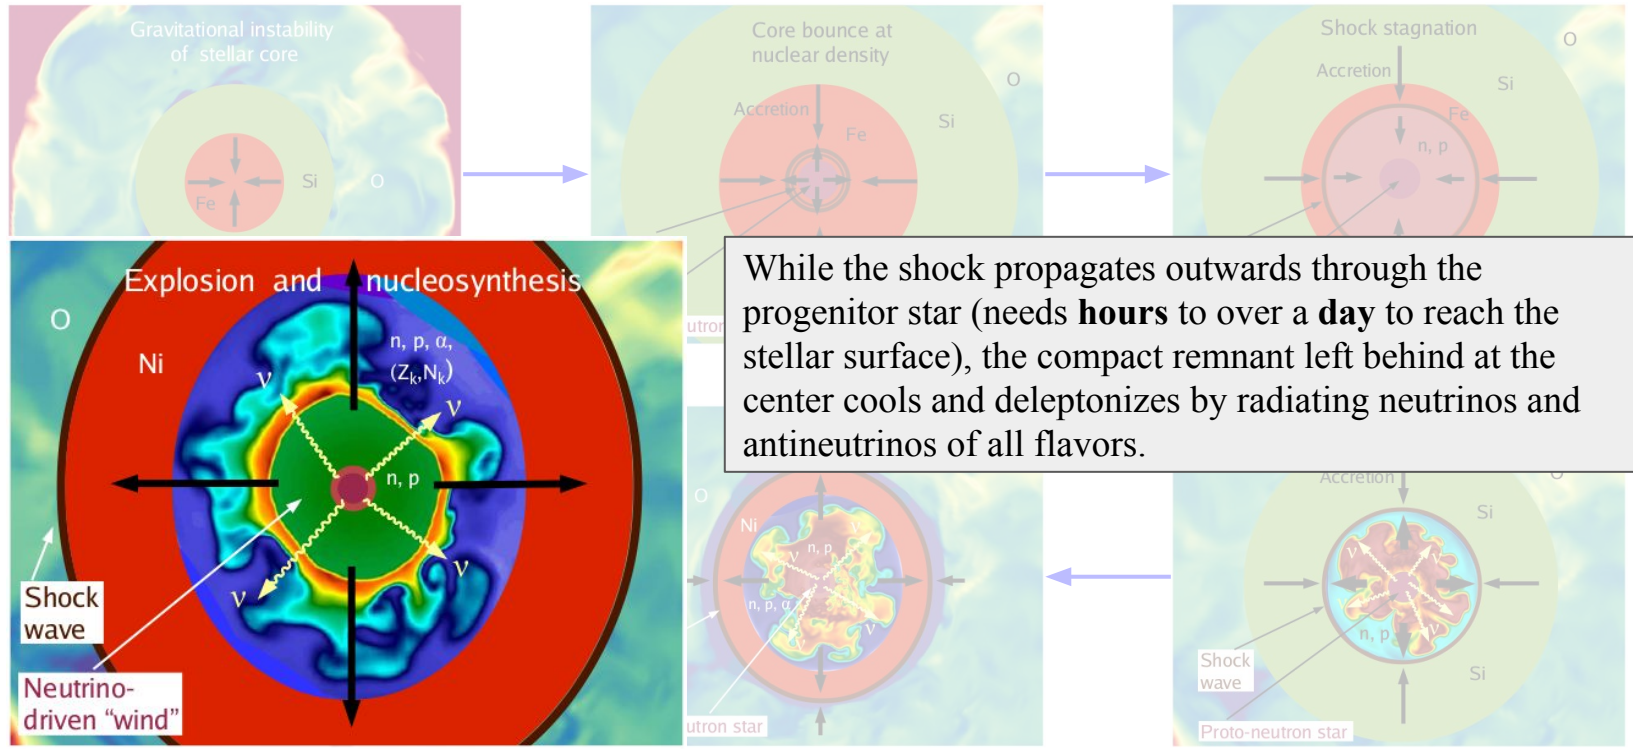 Gravitational instability
of stellar core
Si
O
Fe
Core bounce at
nuclear density
O
Accretion
Fe
Si
Shock stagnation
O
Accretion
Si
Fe
n, p
Explosion and nucleosynthesis
O
Ni
n, p, α,
(Zₖ,Nₖ)
ν
ν
n, p
ν
ν
Shock
wave
Neutrino-
driven “wind”
While the shock propagates outwards through the
progenitor star (needs hours to over a day to reach the
stellar surface), the compact remnant left behind at the
center cools and deleptonizes by radiating neutrinos and
antineutrinos of all flavors.
O
Ni
n, p
ν
ν
n, p, α
ν
ν
utron star
Accretion
O
Si
ν
ν
n, p
ν
Shock
wave
Si
Proto-neutron star